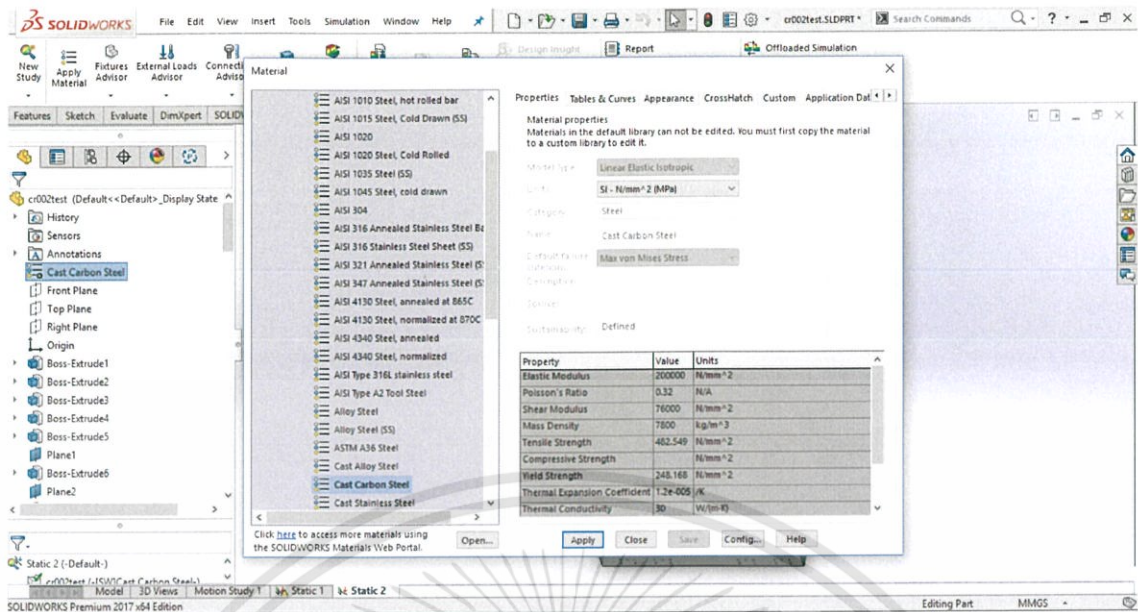 SOLIDWORKS File Edit View Insert Tools Simulation Window Help cr002test.SLDPRT * Search Commands
New Study
Apply Material
Fixtures Advisor
External Loads Advisor
Design Insight
Report
Offloaded Simulation
Features Sketch Evaluate DimXpert
cr002test (Default<<Default>_Display State
History
Sensors
Annotations
Cast Carbon Steel
Front Plane
Top Plane
Right Plane
Origin
Boss-Extrude1
Boss-Extrude2
Boss-Extrude3
Boss-Extrude4
Boss-Extrude5
Plane1
Boss-Extrude6
Plane2
Static 2 (-Default-)
Material
AISI 1010 Steel, hot rolled bar
AISI 1015 Steel, Cold Drawn (SS)
AISI 1020
AISI 1020 Steel, Cold Rolled
AISI 1035 Steel (SS)
AISI 1045 Steel, cold drawn
AISI 304
AISI 316 Annealed Stainless Steel Ba
AISI 316 Stainless Steel Sheet (SS)
AISI 321 Annealed Stainless Steel (S
AISI 347 Annealed Stainless Steel (S
AISI 4130 Steel, annealed at 865C
AISI 4130 Steel, normalized at 870C
AISI 4340 Steel, annealed
AISI 4340 Steel, normalized
AISI Type 316L stainless steel
AISI Type A2 Tool Steel
Alloy Steel
Alloy Steel (SS)
ASTM A36 Steel
Cast Alloy Steel
Cast Carbon Steel
Cast Stainless Steel
Click here to access more materials using
the SOLIDWORKS Materials Web Portal.
Open...
Properties Tables & Curves Appearance CrossHatch Custom Application Dat
Material properties
Materials in the default library can not be edited. You must first copy the material
to a custom library to edit it.
Model Type: Linear Elastic Isotropic
Units: SI - N/mm^2 (MPa)
Category: Steel
Name: Cast Carbon Steel
Default failure criterion: Max von Mises Stress
Description:
Source:
Sustainability: Defined
Property Value Units
Elastic Modulus 200000 N/mm^2
Poisson's Ratio 0.32 N/A
Shear Modulus 76000 N/mm^2
Mass Density 7800 kg/m^3
Tensile Strength 482.549 N/mm^2
Compressive Strength N/mm^2
Yield Strength 248.168 N/mm^2
Thermal Expansion Coefficient 1.2e-005 /K
Thermal Conductivity 30 W/(m·K)
Apply Close Save Config... Help
Model 3D Views Motion Study 1 Static 1 Static 2
SOLIDWORKS Premium 2017 x64 Edition Editing Part MMGS